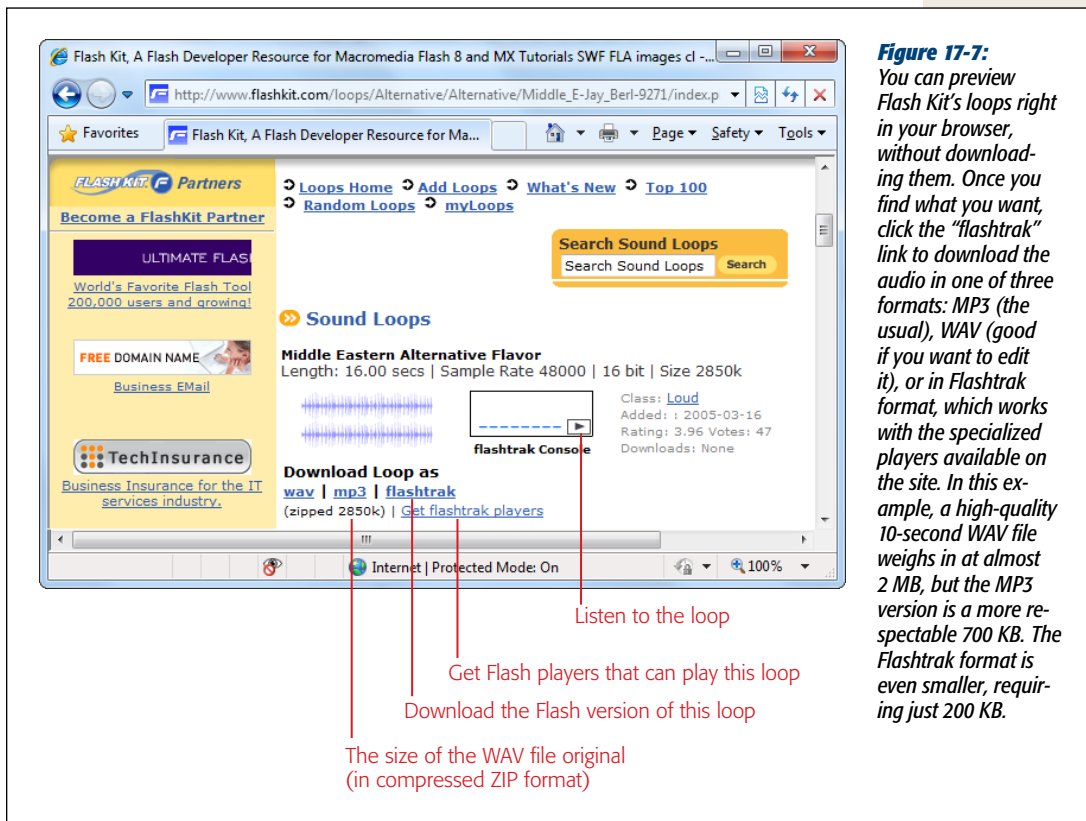 Flash Kit, A Flash Developer Resource for Macromedia Flash 8 and MX Tutorials SWF FLA images cl -...
http://www.flashkit.com/loops/Alternative/Alternative/Middle_E-Jay_Berl-9271/index.p
Favorites
Flash Kit, A Flash Developer Resource for Ma...
Page
Safety
Tools
FLASH KIT Partners
Become a FlashKit Partner
ULTIMATE FLAS
World's Favorite Flash Tool
200,000 users and growing!
FREE DOMAIN NAME
Business EMail
TechInsurance
Business Insurance for the IT
services industry.
Loops Home Add Loops What's New Top 100
Random Loops myLoops
Search Sound Loops
Search Sound Loops Search
Sound Loops
Middle Eastern Alternative Flavor
Length: 16.00 secs | Sample Rate 48000 | 16 bit | Size 2850k
flashtrak Console
Class: Loud
Added: : 2005-03-16
Rating: 3.96 Votes: 47
Downloads: None
Download Loop as
wav | mp3 | flashtrak
(zipped 2850k) | Get flashtrak players
Internet | Protected Mode: On
100%
Listen to the loop
Get Flash players that can play this loop
Download the Flash version of this loop
The size of the WAV file original
(in compressed ZIP format)
Figure 17-7:
You can preview
Flash Kit's loops right
in your browser,
without download-
ing them. Once you
find what you want,
click the “flashtrak”
link to download the
audio in one of three
formats: MP3 (the
usual), WAV (good
if you want to edit
it), or in Flashtrak
format, which works
with the specialized
players available on
the site. In this ex-
ample, a high-quality
10-second WAV file
weighs in at almost
2 MB, but the MP3
version is a more re-
spectable 700 KB. The
Flashtrak format is
even smaller, requir-
ing just 200 KB.